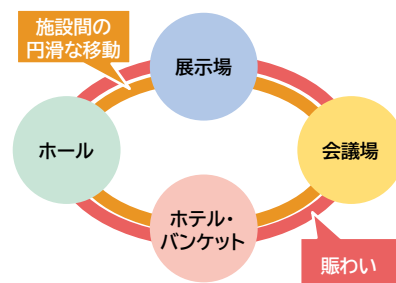 施設間の
円滑な移動
展示場
ホール
会議場
ホテル・
バンケット
賑わい